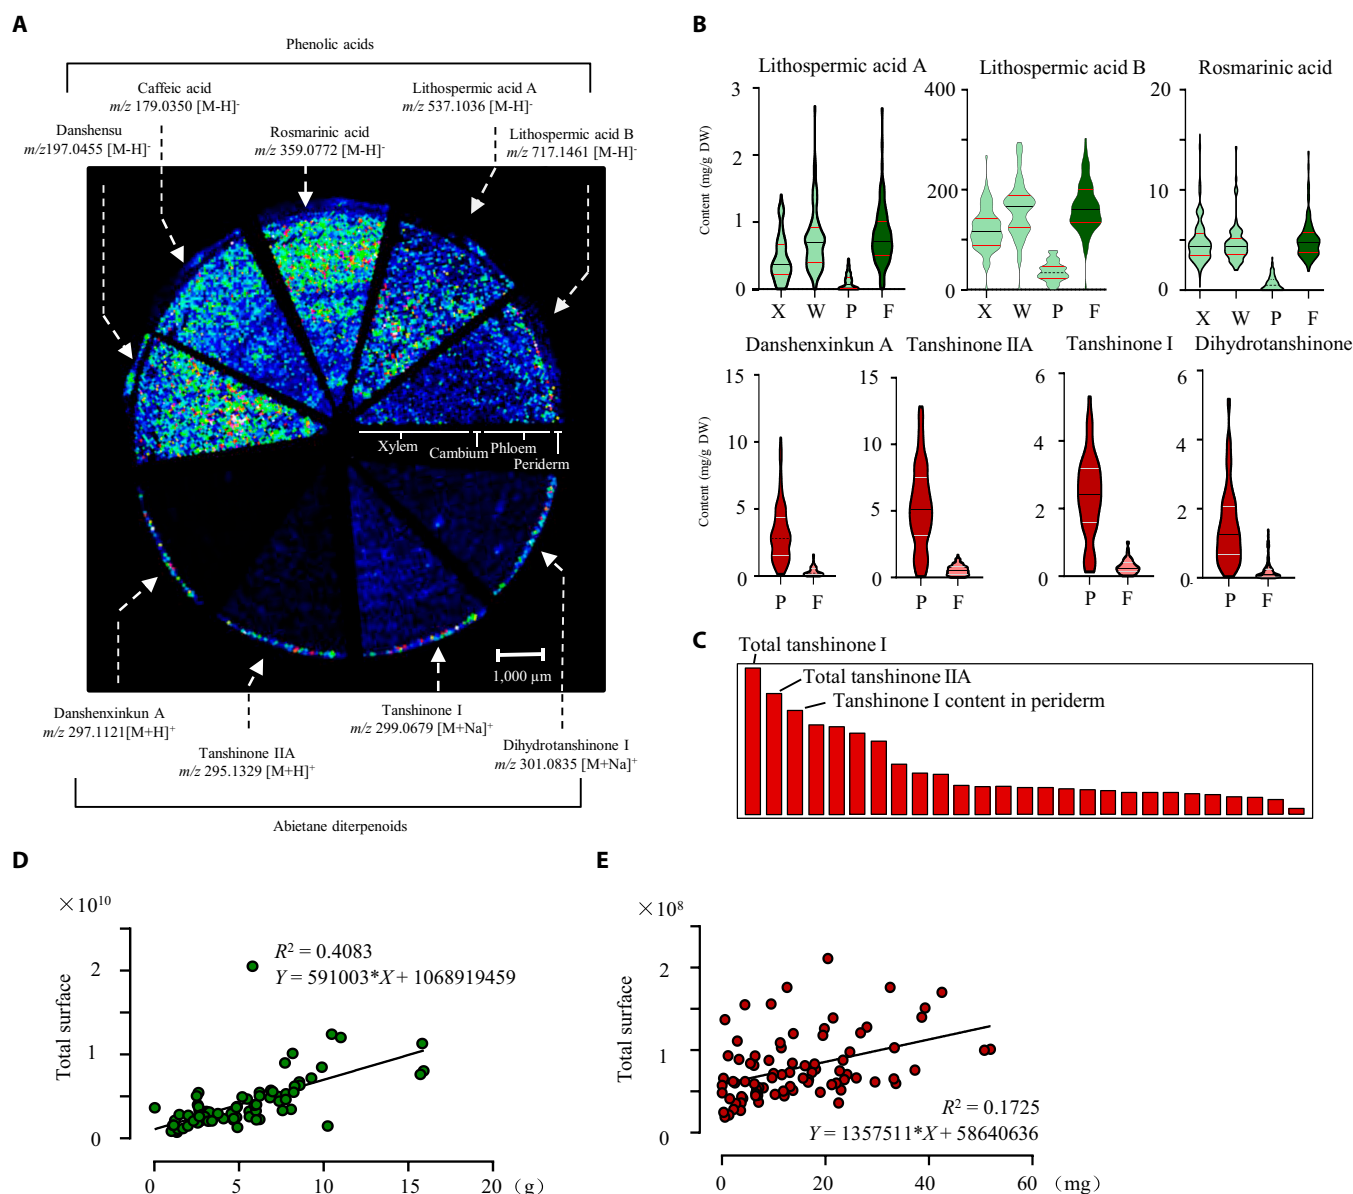 A
Phenolic acids
Caffeic acid
m/z 179.0350 [M-H]-
Lithospermic acid A
m/z 537.1036 [M-H]-
Danshensu
m/z197.0455 [M-H]-
Rosmarinic acid
m/z 359.0772 [M-H]-
Lithospermic acid B
m/z 717.1461 [M-H]-
Xylem
Cambium
Phloem
Periderm
1,000 µm
Danshenxinkun A
m/z 297.1121[M+H]+
Tanshinone IIA
m/z 295.1329 [M+H]+
Tanshinone I
m/z 299.0679 [M+Na]+
Dihydrotanshinone I
m/z 301.0835 [M+Na]+
Abietane diterpenoids
B
Lithospermic acid A
Lithospermic acid B
Rosmarinic acid
Content (mg/g DW)
3
2
1
0
X W P F
400
200
0
X W P F
20
10
0
X W P F
Danshenxinkun A
Tanshinone IIA
Tanshinone I
Dihydrotanshinone
Content (mg/g DW)
15
10
5
0
P F
15
10
5
0
P F
6
4
2
0
P F
6
4
2
0
P F
C
Total tanshinone I
Total tanshinone IIA
Tanshinone I content in periderm
D
×10^10
R² = 0.4083
Y = 591003*X + 1068919459
Total surface
2
1
0
0 5 10 15 20 (g)
E
×10^8
Total surface
2
1
0
R² = 0.1725
Y = 1357511*X + 58640636
0 20 40 60 (mg)